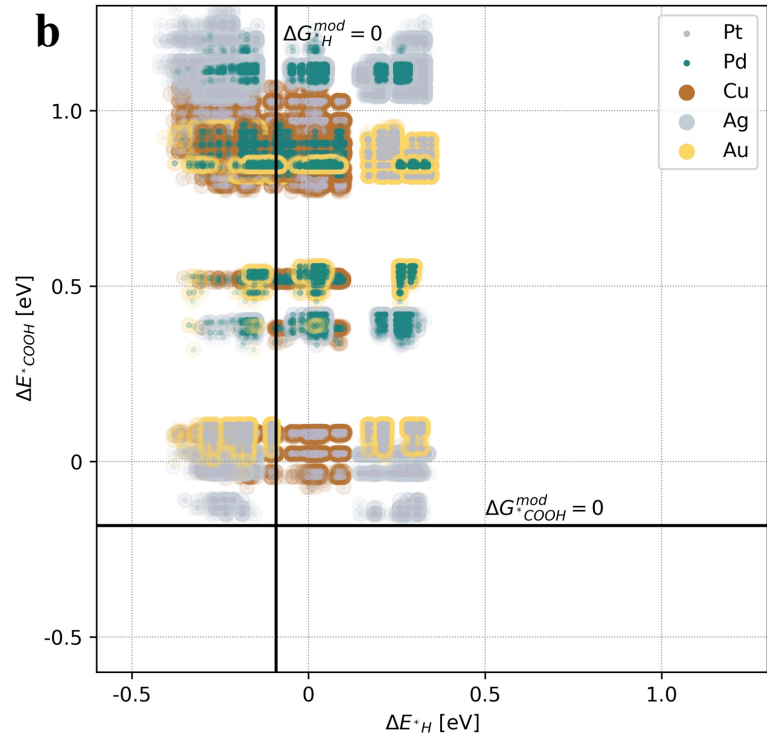 b
ΔG^{mod}_{*H} = 0
Pt
Pd
Cu
Ag
Au
1.0
0.5
0
-0.5
ΔE_{*COOH} [eV]
ΔG^{mod}_{*COOH} = 0
-0.5
0
0.5
1.0
ΔE_{*H} [eV]